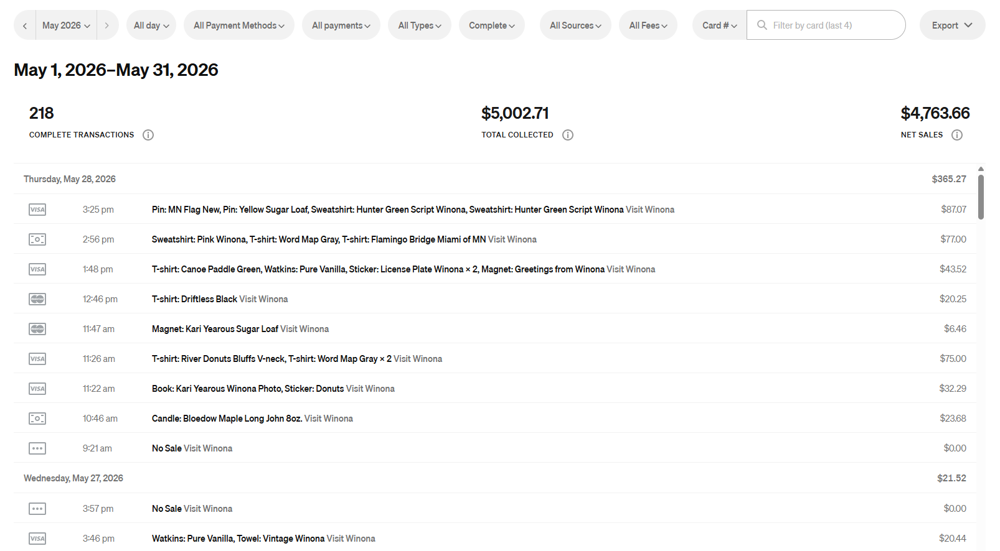 May 2026 All day All Payment Methods All payments All Types Complete All Sources All Fees Card # Filter by card (last 4) Export
May 1, 2026–May 31, 2026
218 $5,002.71 $4,763.66
COMPLETE TRANSACTIONS TOTAL COLLECTED NET SALES
Thursday, May 28, 2026 $365.27
VISA 3:25 pm Pin: MN Flag New, Pin: Yellow Sugar Loaf, Sweatshirt: Hunter Green Script Winona, Sweatshirt: Hunter Green Script Winona Visit Winona $87.07
2:56 pm Sweatshirt: Pink Winona, T-shirt: Word Map Gray, T-shirt: Flamingo Bridge Miami of MN Visit Winona $77.00
VISA 1:48 pm T-shirt: Canoe Paddle Green, Watkins: Pure Vanilla, Sticker: License Plate Winona × 2, Magnet: Greetings from Winona Visit Winona $43.52
12:46 pm T-shirt: Driftless Black Visit Winona $20.25
11:47 am Magnet: Kari Yearous Sugar Loaf Visit Winona $6.46
VISA 11:26 am T-shirt: River Donuts Bluffs V-neck, T-shirt: Word Map Gray × 2 Visit Winona $75.00
VISA 11:22 am Book: Kari Yearous Winona Photo, Sticker: Donuts Visit Winona $32.29
10:46 am Candle: Bloedow Maple Long John 8oz. Visit Winona $23.68
9:21 am No Sale Visit Winona $0.00
Wednesday, May 27, 2026 $21.52
3:57 pm No Sale Visit Winona $0.00
VISA 3:46 pm Watkins: Pure Vanilla, Towel: Vintage Winona Visit Winona $20.44